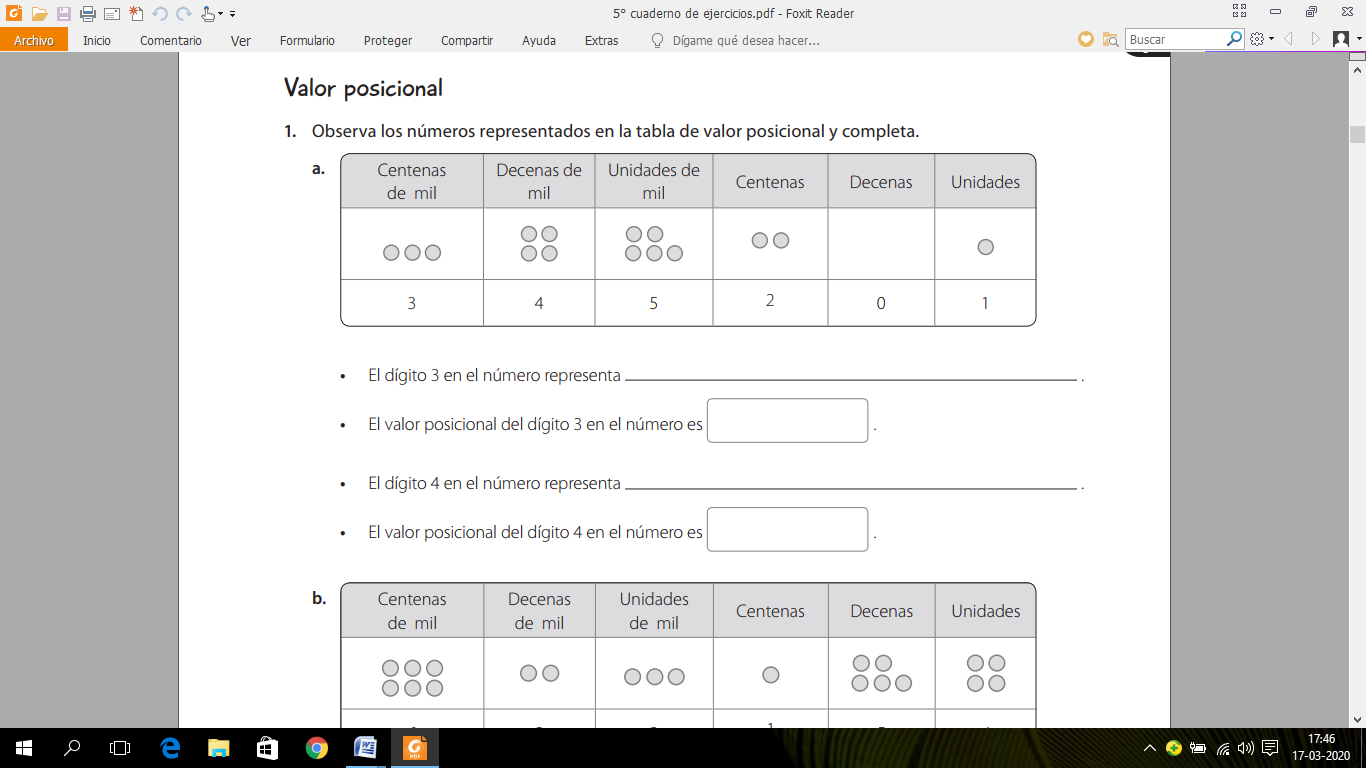 5° cuaderno de ejercicios.pdf - Foxit Reader
Archivo Inicio Comentario Ver Formulario Proteger Compartir Ayuda Extras Dígame qué desea hacer... Buscar
Valor posicional
1. Observa los números representados en la tabla de valor posicional y completa.
a.
Centenas de mil Decenas de mil Unidades de mil Centenas Decenas Unidades
3 4 5 2 0 1
• El dígito 3 en el número representa .
• El valor posicional del dígito 3 en el número es .
• El dígito 4 en el número representa .
• El valor posicional del dígito 4 en el número es .
b.
Centenas de mil Decenas de mil Unidades de mil Centenas Decenas Unidades
17:46
17-03-2020